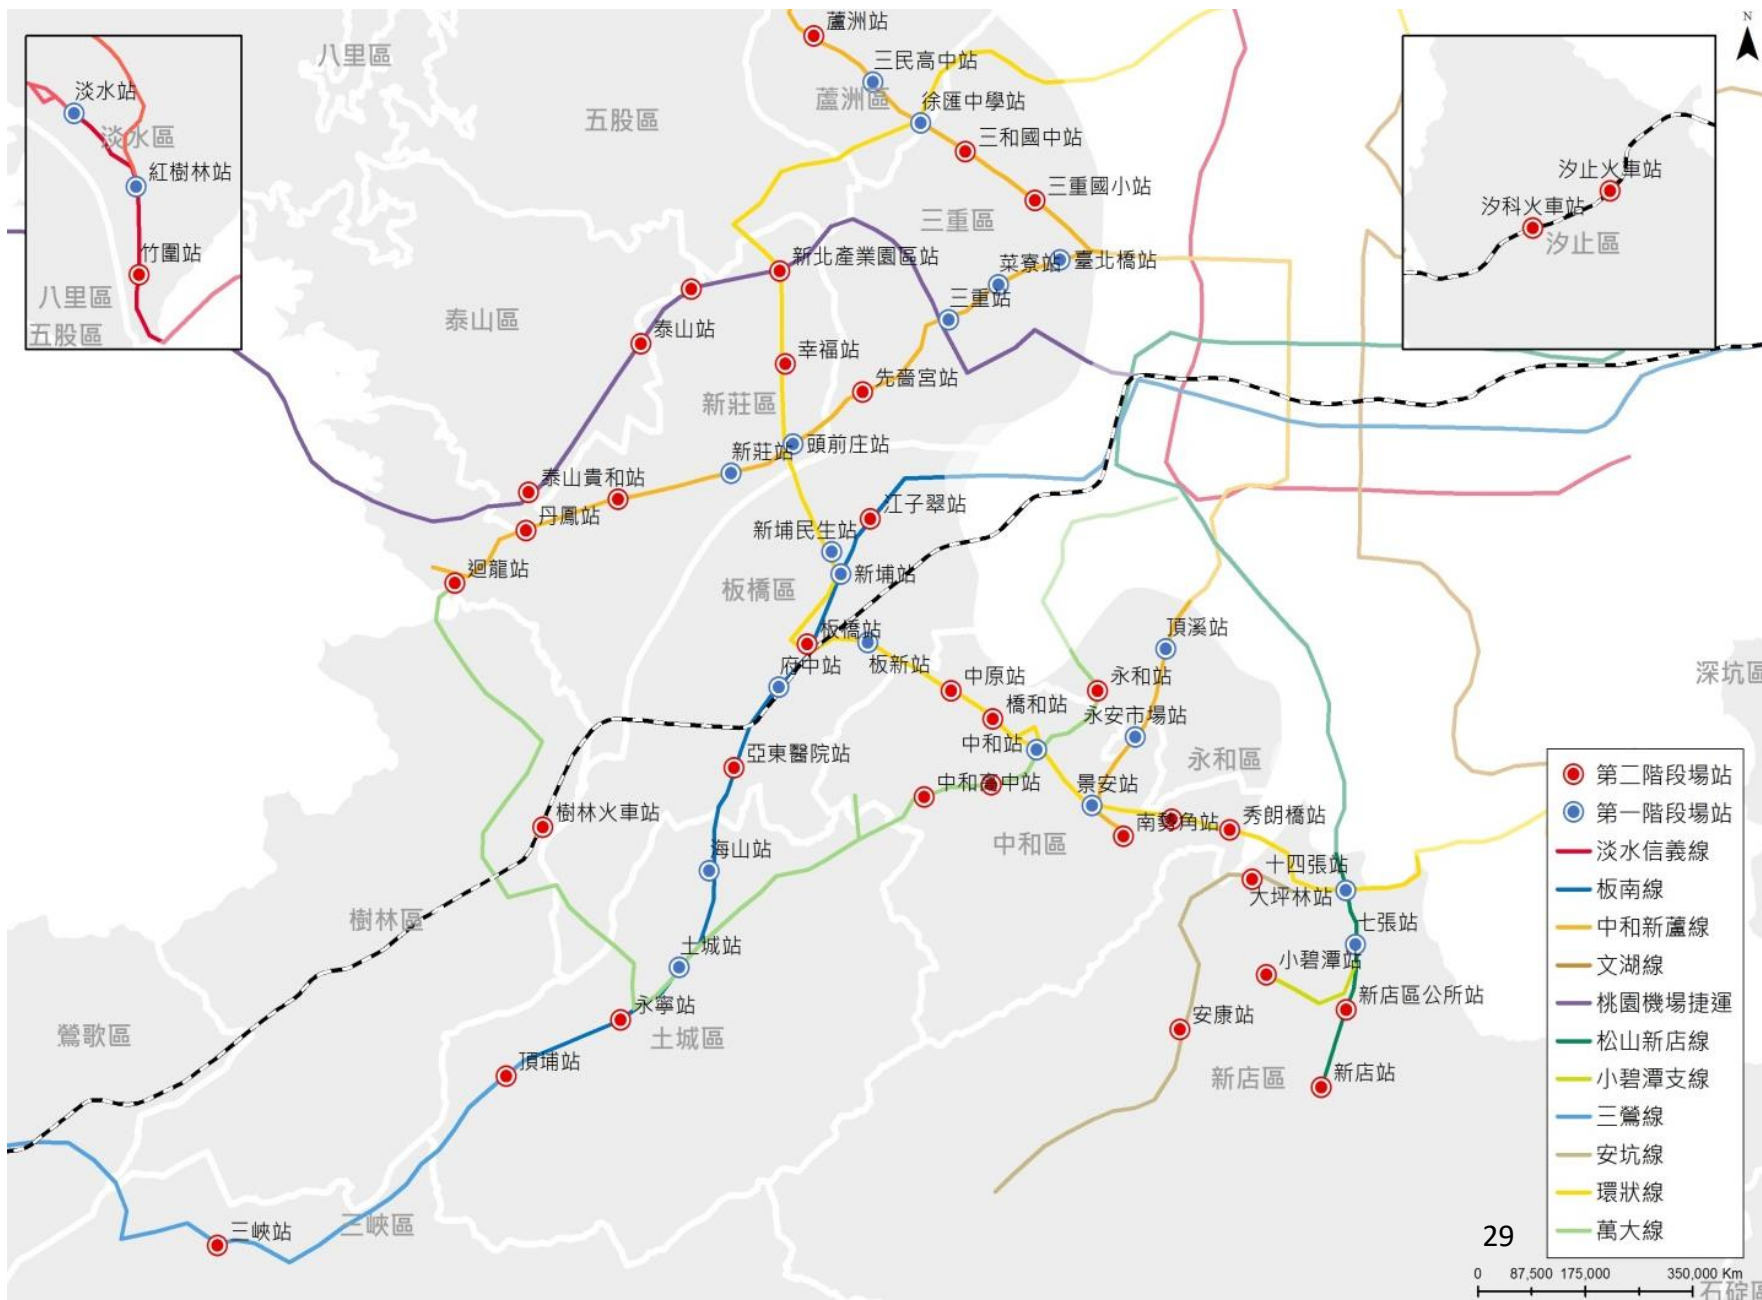 N
蘆洲站
八里區
三民高中站
蘆洲區
徐匯中學站
五股區
三和國中站
淡水站
淡水區
紅樹林站
竹圍站
八里區
五股區
汐止火車站
汐科火車站
汐止區
三重國小站
三重區
新北產業園區站
菜寮站
臺北橋站
三重站
泰山區
泰山站
幸福站
先嗇宮站
新莊區
新莊站
頭前庄站
泰山貴和站
丹鳳站
江子翠站
新埔民生站
迴龍站
新埔站
板橋區
板橋站
頂溪站
府中站
板新站
中原站
永和站
深坑區
橋和站
永安市場站
中和站
永和區
亞東醫院站
中和高中站
景安站
樹林火車站
南勢角站
秀朗橋站
中和區
海山站
十四張站
大坪林站
樹林區
七張站
土城站
小碧潭站
永寧站
新店區公所站
安康站
鶯歌區
土城區
頂埔站
新店區
新店站
三峽站
三峽區
第二階段場站
第一階段場站
淡水信義線
板南線
中和新蘆線
文湖線
桃園機場捷運
松山新店線
小碧潭支線
三鶯線
安坑線
環狀線
萬大線
29
0 87,500 175,000 350,000 Km
石碇區